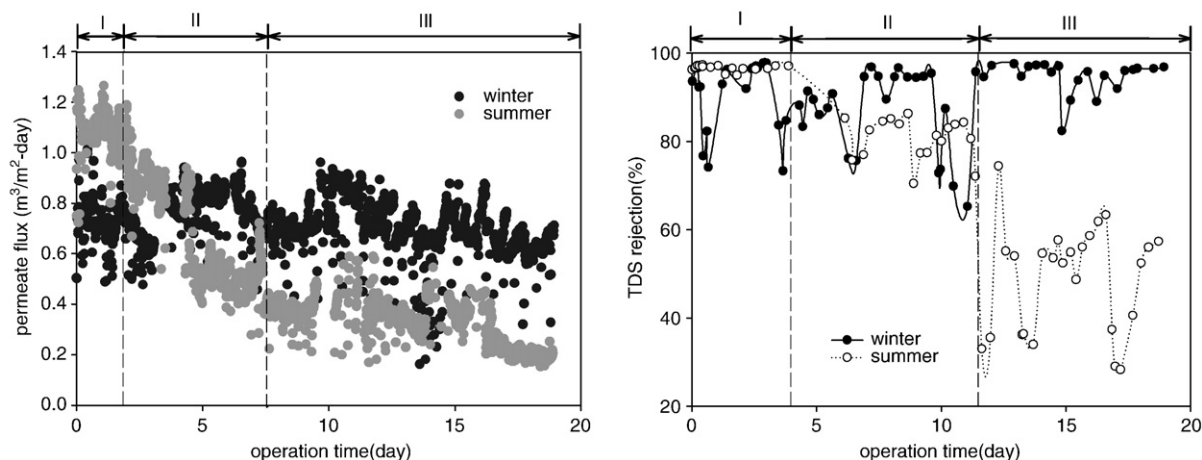 I II III
1.4
1.2
1.0
0.8
0.6
0.4
0.2
0.0
permeate flux (m³/m²-day)
winter
summer
0 5 10 15 20
operation time(day)
I II III
100
80
60
40
20
TDS rejection(%)
winter
summer
0 5 10 15 20
operation time(day)